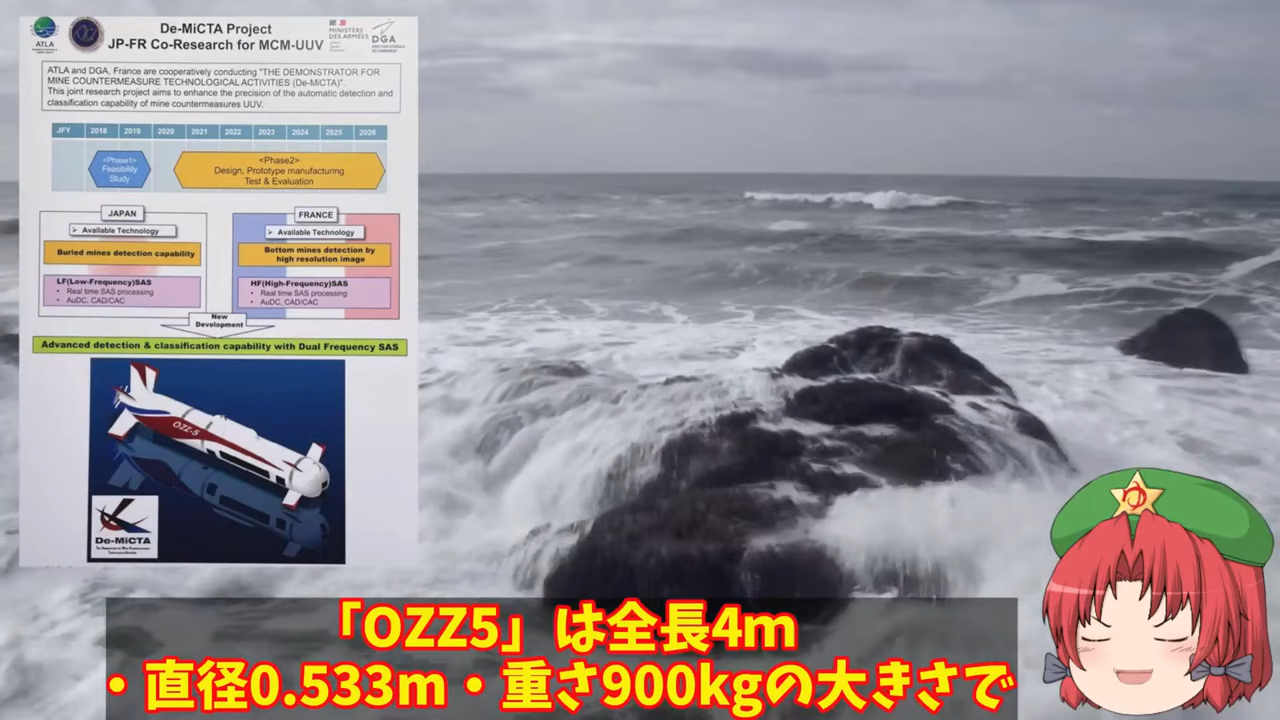 De-MiCTA Project
JP-FR Co-Research for MCM-UUV
ATLA
MINISTÈRE
DES ARMÉES
DGA
ATLA and DGA, France are cooperatively conducting "THE DEMONSTRATOR FOR
MINE COUNTERMEASURE TECHNOLOGICAL ACTIVITIES (De-MiCTA)".
This joint research project aims to enhance the precision of the automatic detection and
classification capability of mine countermeasures UUV.
JFY 2018 2019 2020 2021 2022 2023 2024 2025 2026
<Phase1>
Feasibility
Study
<Phase2>
Design, Prototype manufacturing
Test & Evaluation
JAPAN
➢ Available Technology
Buried mines detection capability
LF(Low-Frequency)SAS
• Real time SAS processing
• AuDC, CAD/CAC
FRANCE
➢ Available Technology
Bottom mines detection by
high resolution image
HF(High-Frequency)SAS
• Real time SAS processing
• AuDC, CAD/CAC
New
Development
Advanced detection & classification capability with Dual Frequency SAS
OZZ-5
De-MiCTA
「OZZ5」は全長4m
・直径0.533m・重さ900kgの大きさで